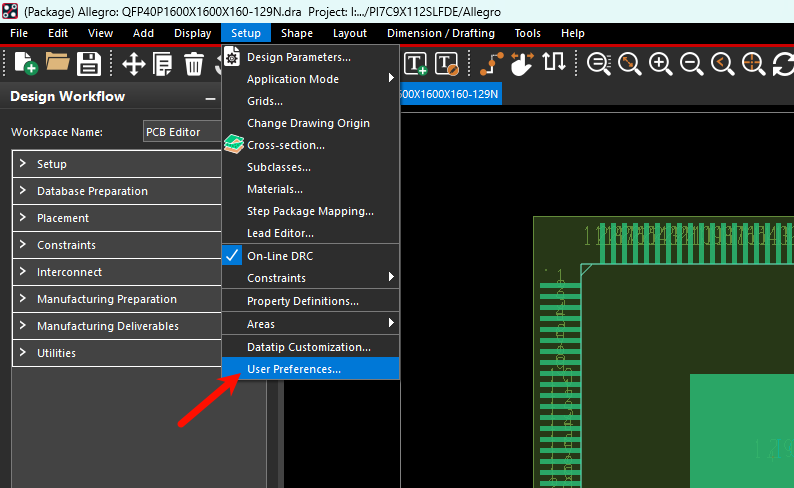 (Package) Allegro: QFP40P1600X1600X160-129N.dra Project: I:.../PI7C9X112SLFDE/Allegro
File Edit View Add Display Setup Shape Layout Dimension / Drafting Tools Help
Design Workflow
Workspace Name: PCB Editor
Setup
Database Preparation
Placement
Constraints
Interconnect
Manufacturing Preparation
Manufacturing Deliverables
Utilities
Design Parameters...
Application Mode
Grids...
Change Drawing Origin
Cross-section...
Subclasses...
Materials...
Step Package Mapping...
Lead Editor...
On-Line DRC
Constraints
Property Definitions...
Areas
Datatip Customization...
User Preferences...
600X1600X160-129N